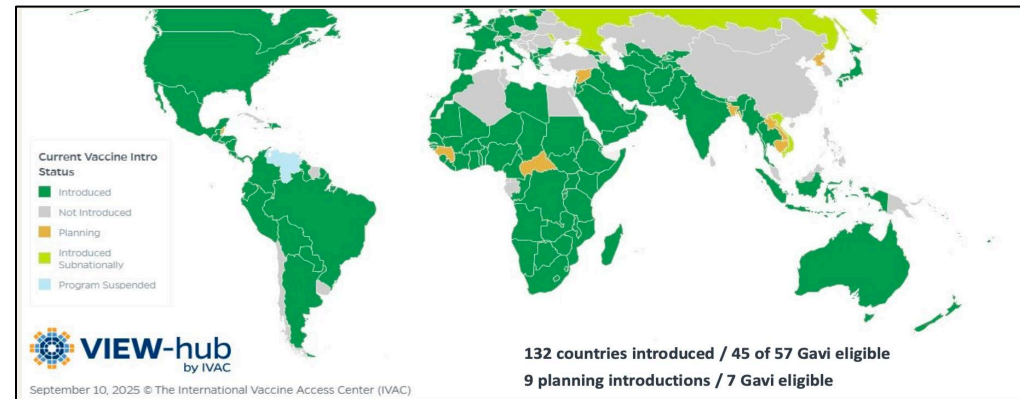 Current Vaccine Intro
Status
Introduced
Not Introduced
Planning
Introduced
Subnationally
Program Suspended
VIEW-hub
by IVAC
132 countries introduced / 45 of 57 Gavi eligible
9 planning introductions / 7 Gavi eligible
September 10, 2025 © The International Vaccine Access Center (IVAC)